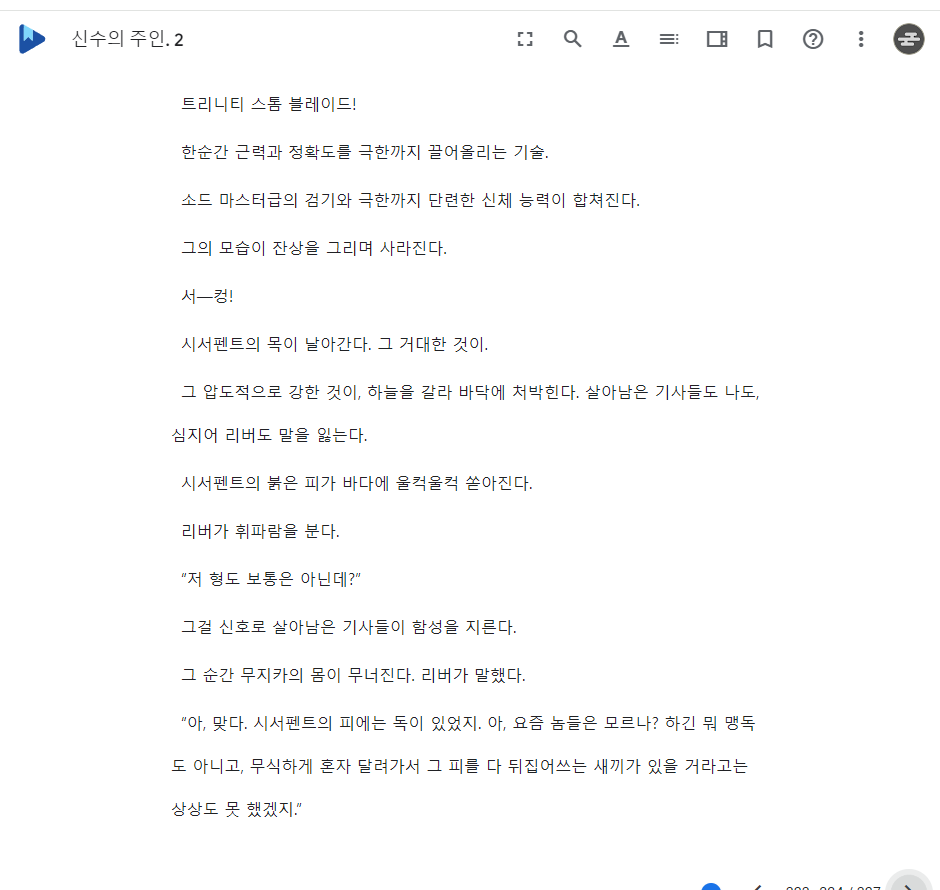 신수의 주인. 2
트리니티 스톰 블레이드!
한순간 근력과 정확도를 극한까지 끌어올리는 기술.
소드 마스터급의 검기와 극한까지 단련한 신체 능력이 합쳐진다.
그의 모습이 잔상을 그리며 사라진다.
서—컹!
시서펜트의 목이 날아간다. 그 거대한 것이.
그 압도적으로 강한 것이, 하늘을 갈라 바닥에 처박힌다. 살아남은 기사들도 나도,
심지어 리버도 말을 잃는다.
시서펜트의 붉은 피가 바다에 울컥울컥 쏟아진다.
리버가 휘파람을 분다.
“저 형도 보통은 아닌데?”
그걸 신호로 살아남은 기사들이 함성을 지른다.
그 순간 무지카의 몸이 무너진다. 리버가 말했다.
“아, 맞다. 시서펜트의 피에는 독이 있었지. 아, 요즘 놈들은 모르나? 하긴 뭐 맹독
도 아니고, 무식하게 혼자 달려가서 그 피를 다 뒤집어쓰는 새끼가 있을 거라고는
상상도 못 했겠지.”